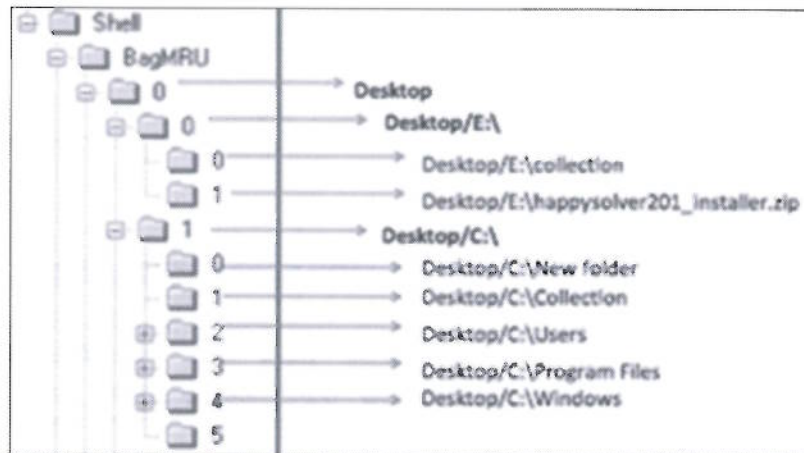 Shell
BagMRU
0 Desktop
0 Desktop/E:\
0 Desktop/E:\collection
1 Desktop/E:\happysolver201_installer.zip
1 Desktop/C:\
0 Desktop/C:\New folder
1 Desktop/C:\Collection
2 Desktop/C:\Users
3 Desktop/C:\Program Files
4 Desktop/C:\Windows
5